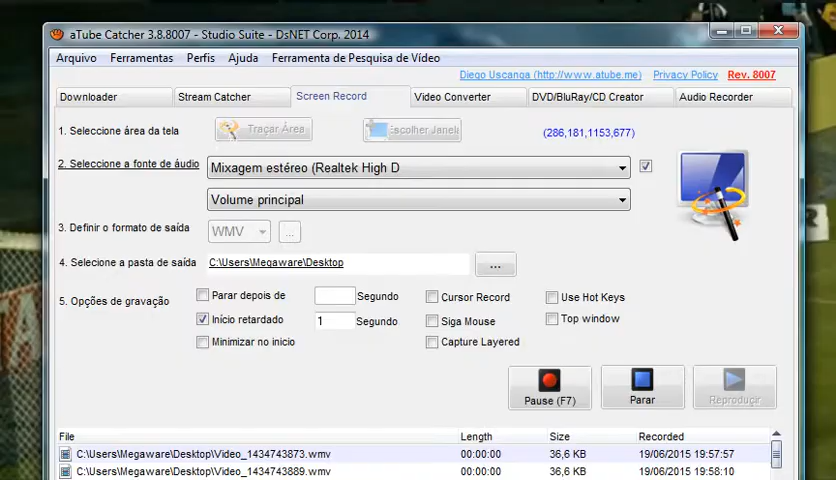 aTube Catcher 3.8.8007 - Studio Suite - DsNET Corp. 2014
Arquivo Ferramentas Perfis Ajuda Ferramenta de Pesquisa de Vídeo
Diego Uscanga (http://www.atube.me) Privacy Policy Rev. 8007
Downloader Stream Catcher Screen Record Video Converter DVD/BluRay/CD Creator Audio Recorder
1. Seleccione área da tela Traçar Área Escolher Janela (286,181,1153,677)
2. Seleccione a fonte de áudio Mixagem estéreo (Realtek High D
Volume principal
3. Definir o formato de saída WMV ...
4. Selecione a pasta de saída C:\Users\Megaware\Desktop ...
5. Opções de gravação
Parar depois de Segundo Cursor Record Use Hot Keys
Início retardado 1 Segundo Siga Mouse Top window
Minimizar no inicio Capture Layered
Pause (F7) Parar Reproduçir
File Length Size Recorded
C:\Users\Megaware\Desktop\Video_1434743873.wmv 00:00:00 36,6 KB 19/06/2015 19:57:57
C:\Users\Megaware\Desktop\Video_1434743889.wmv 00:00:00 36,6 KB 19/06/2015 19:58:10